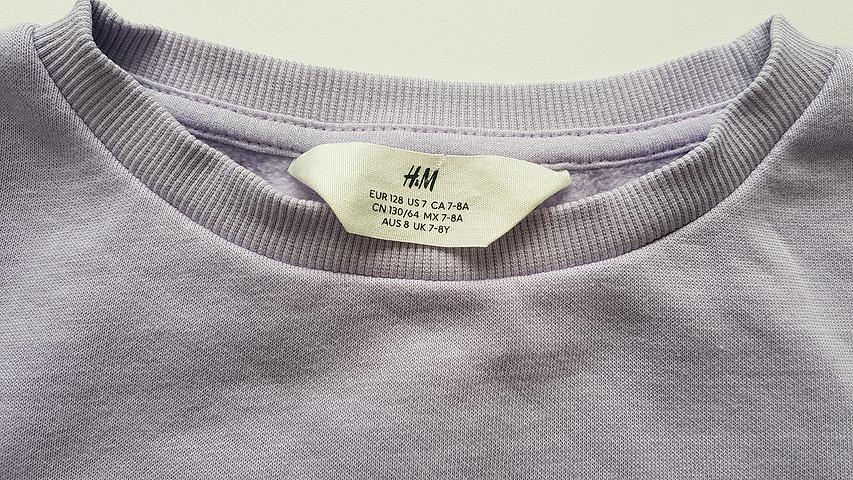 H&M
EUR 128 US 7 CA 7-8A
CN 130/64 MX 7-8A
AUS 8 UK 7-8Y